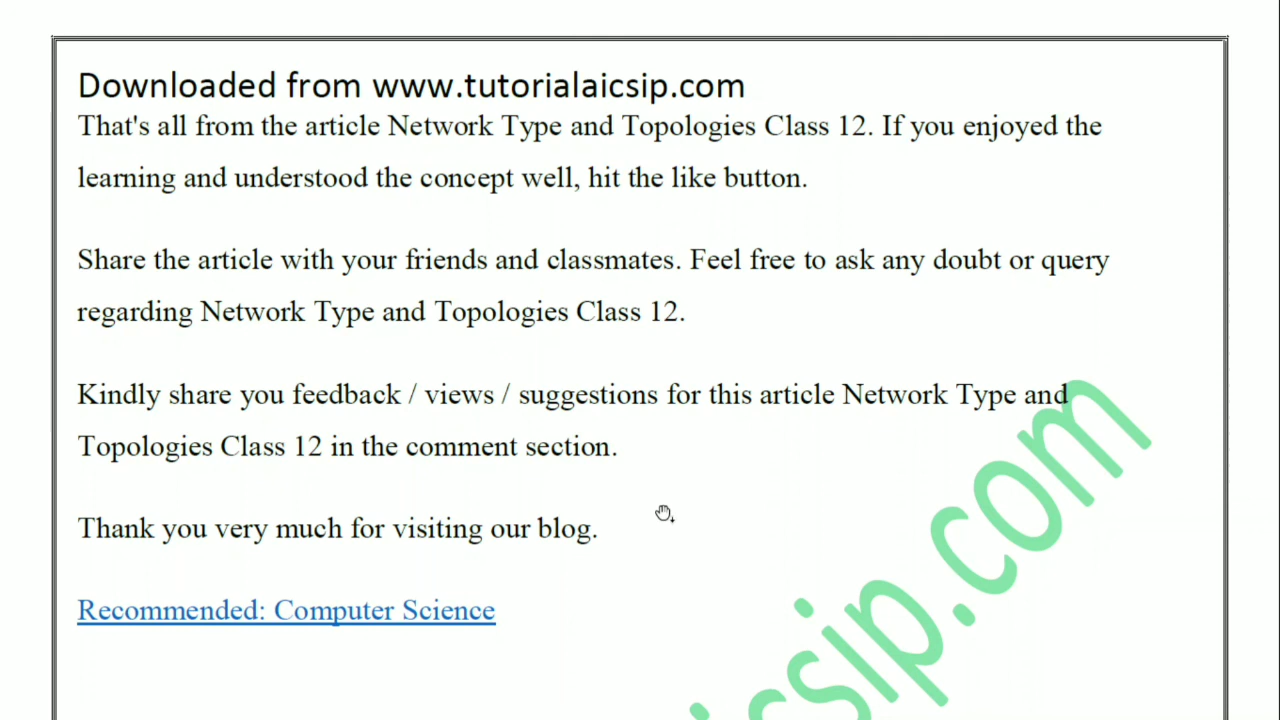 Downloaded from www.tutorialaicsip.com
That's all from the article Network Type and Topologies Class 12. If you enjoyed the
learning and understood the concept well, hit the like button.
Share the article with your friends and classmates. Feel free to ask any doubt or query
regarding Network Type and Topologies Class 12.
Kindly share you feedback / views / suggestions for this article Network Type and
Topologies Class 12 in the comment section.
Thank you very much for visiting our blog.
Recommended: Computer Science
icsip.com